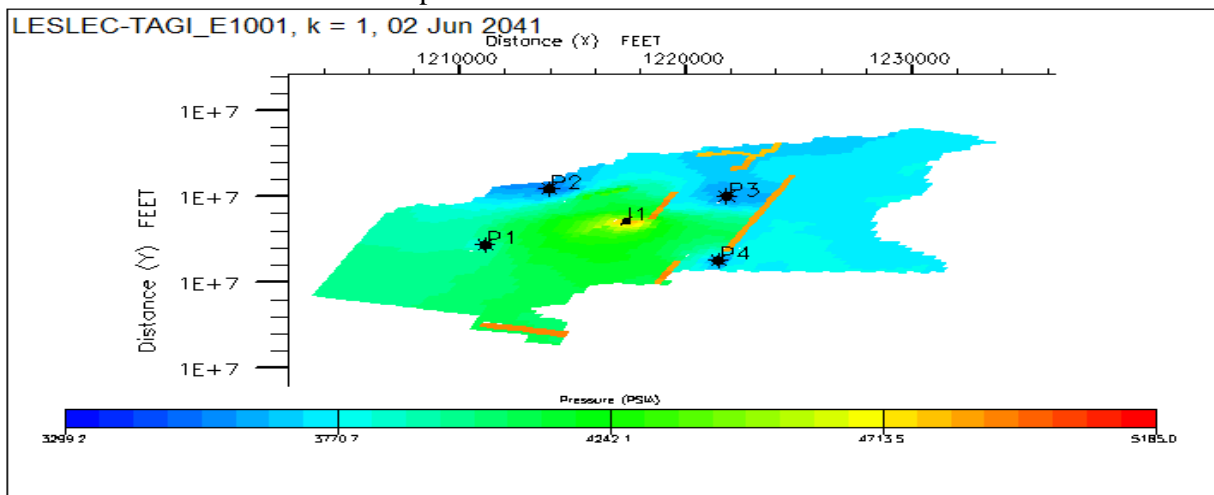 LESLEC-TAGI_E1001, k = 1, 02 Jun 2041
Distance (X) FEET
1210000 1220000 1230000
1E+7
P2
1E+7
P3
I1
P1
P4
1E+7
1E+7
Distance (Y) FEET
Pressure (PSIA)
3299.2 3770.7 4242.1 4713.5 5185.0